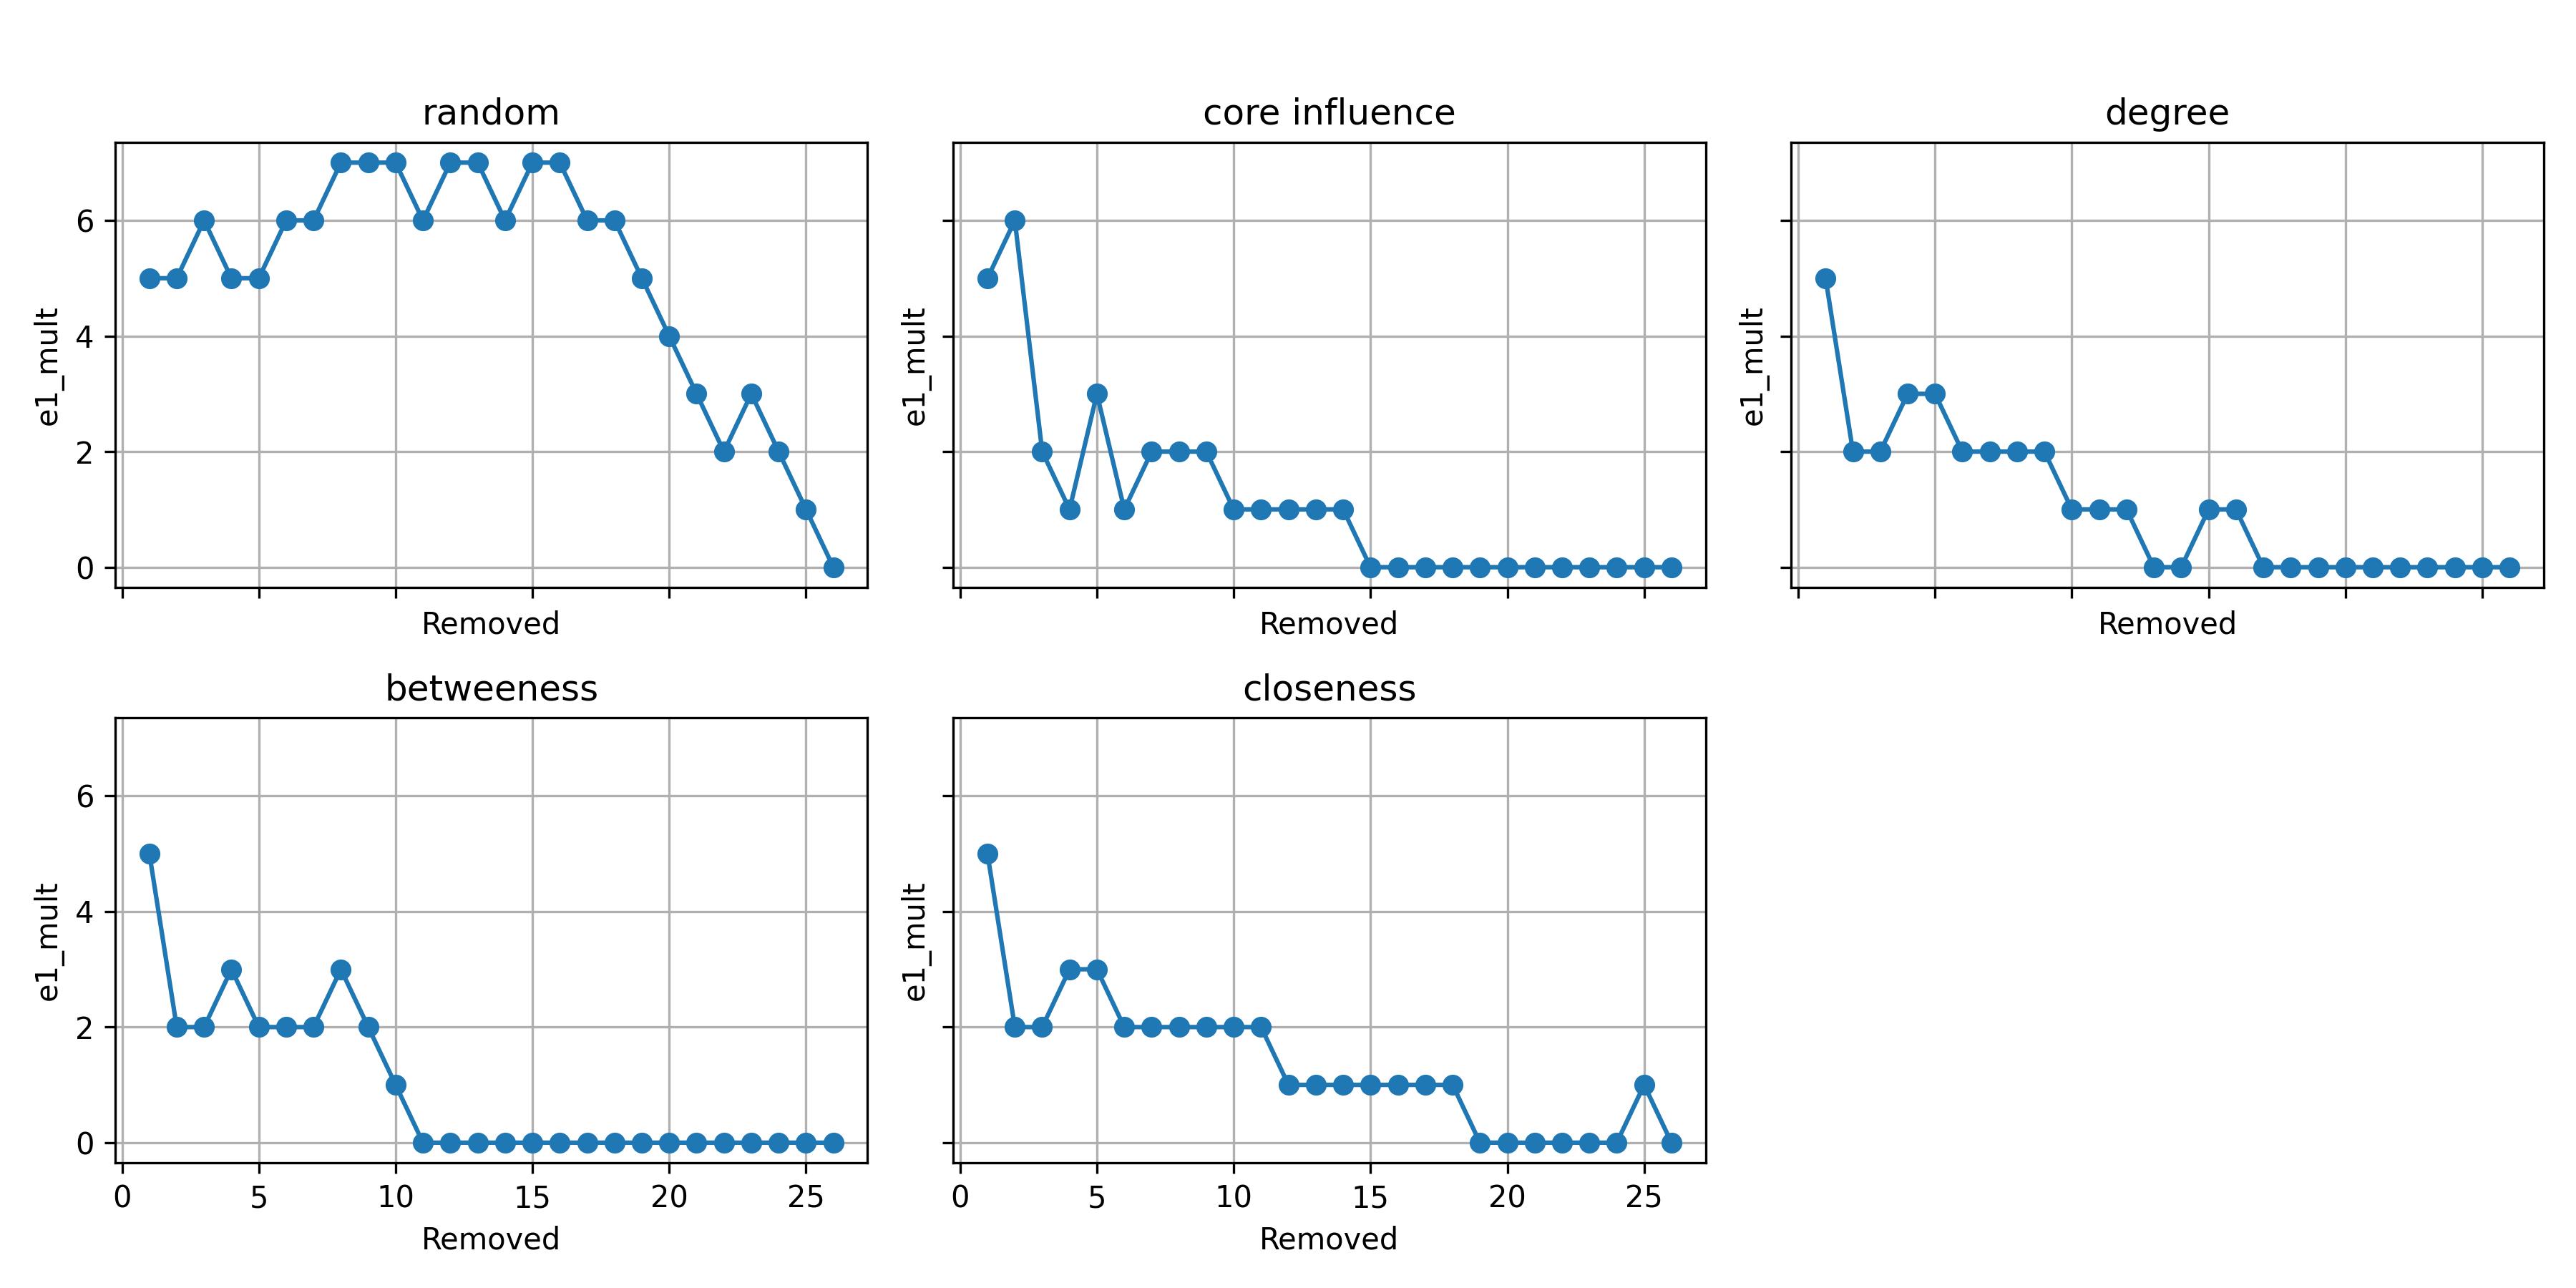 random
core influence
degree
e1_mult
6
4
2
0
Removed
e1_mult
Removed
e1_mult
Removed
betweeness
closeness
e1_mult
6
4
2
0
0 5 10 15 20 25
Removed
e1_mult
0 5 10 15 20 25
Removed